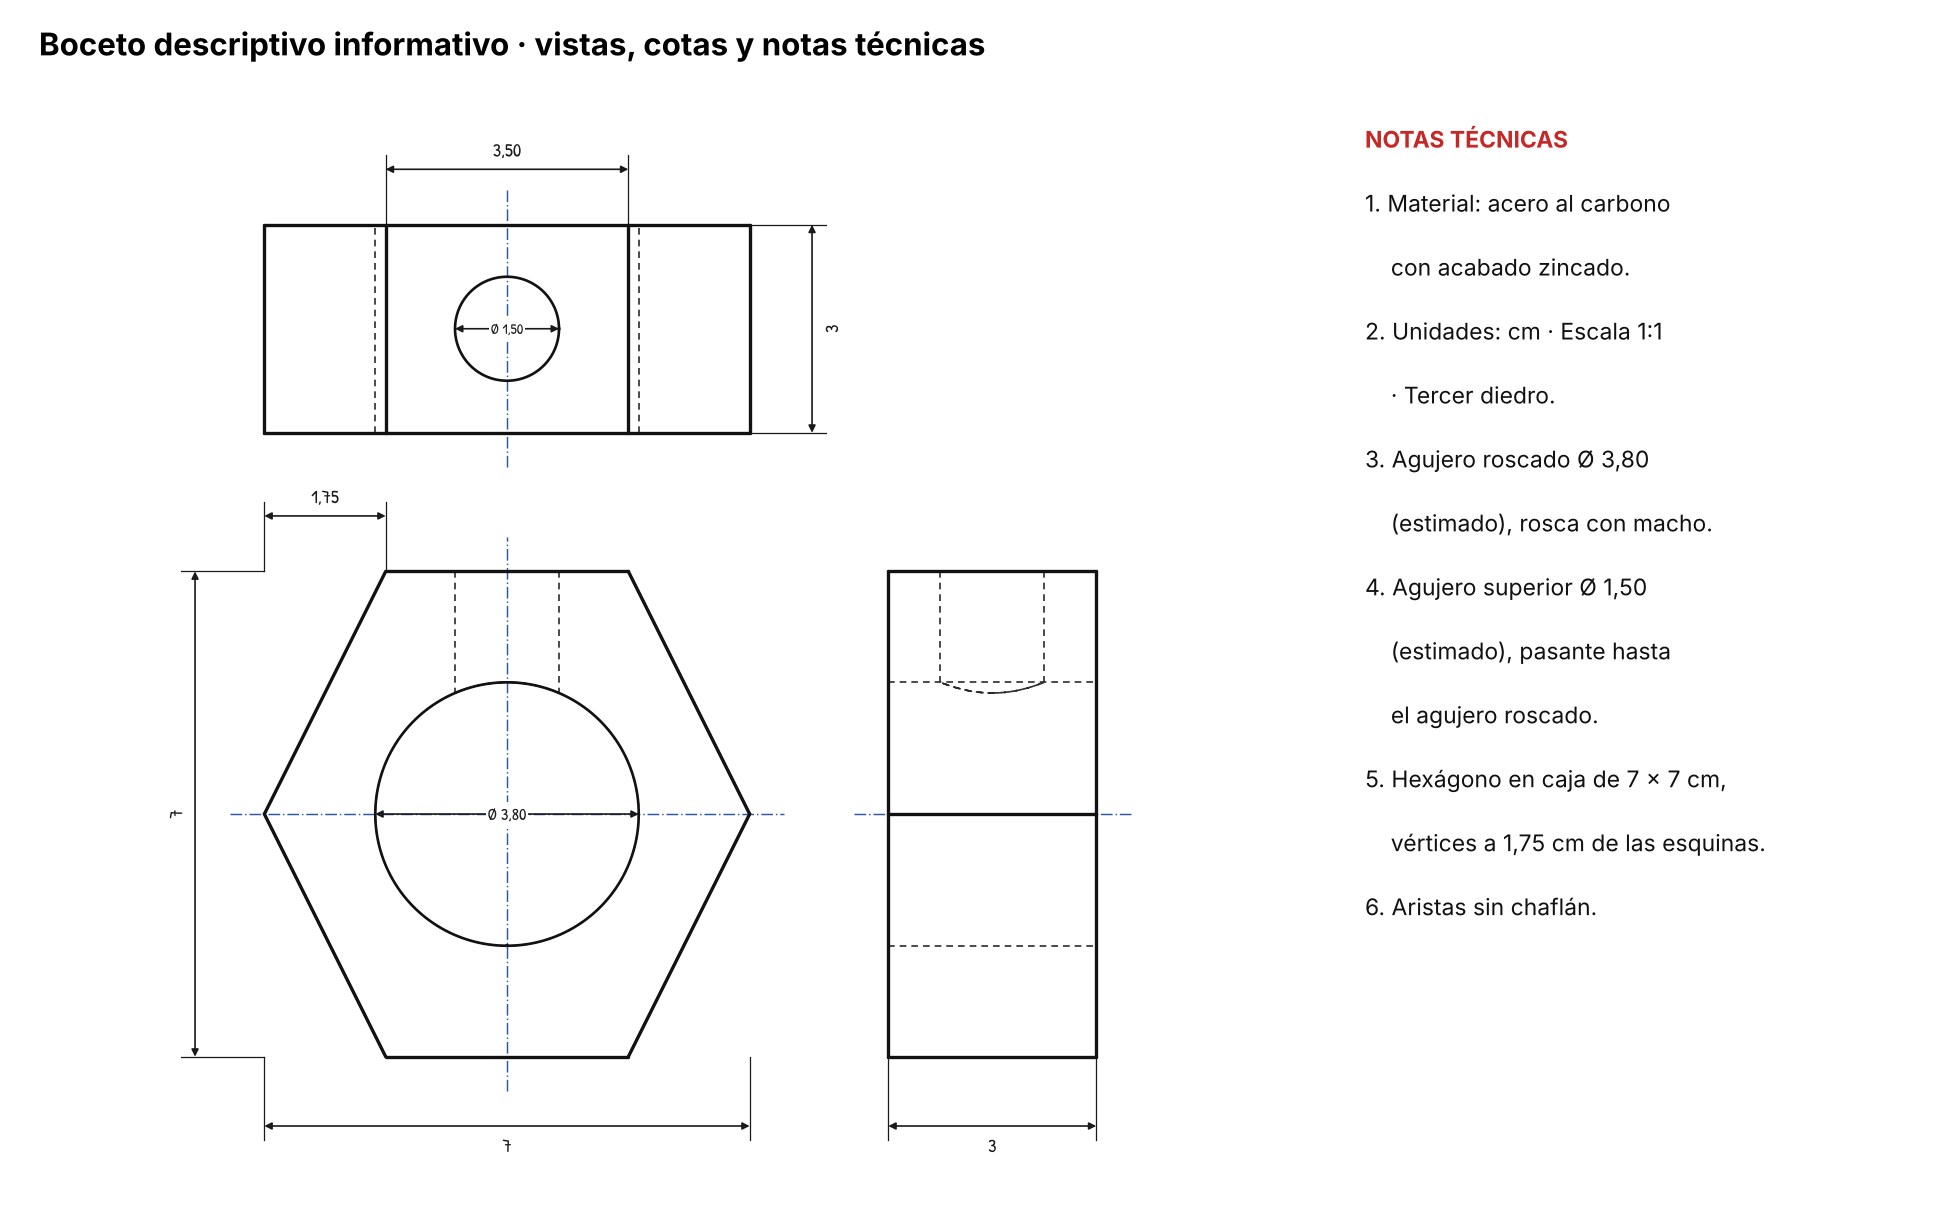 Boceto descriptivo informativo · vistas, cotas y notas técnicas
3,50
Ø 1,50
3
1,75
7
Ø 3,80
7
3
NOTAS TÉCNICAS
1. Material: acero al carbono
con acabado zincado.
2. Unidades: cm · Escala 1:1
· Tercer diedro.
3. Agujero roscado Ø 3,80
(estimado), rosca con macho.
4. Agujero superior Ø 1,50
(estimado), pasante hasta
el agujero roscado.
5. Hexágono en caja de 7 × 7 cm,
vértices a 1,75 cm de las esquinas.
6. Aristas sin chaflán.